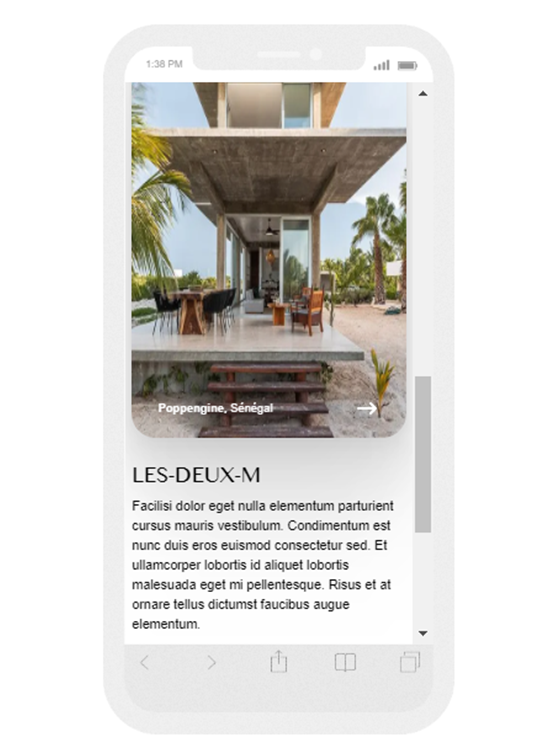 1:38 PM
Poppengine, Sénégal
LES-DEUX-M
Facilisi dolor eget nulla elementum parturient
cursus mauris vestibulum. Condimentum est
nunc duis eros euismod consectetur sed. Et
ullamcorper lobortis id aliquet lobortis
malesuada eget mi pellentesque. Risus et at
ornare tellus dictumst faucibus augue
elementum.